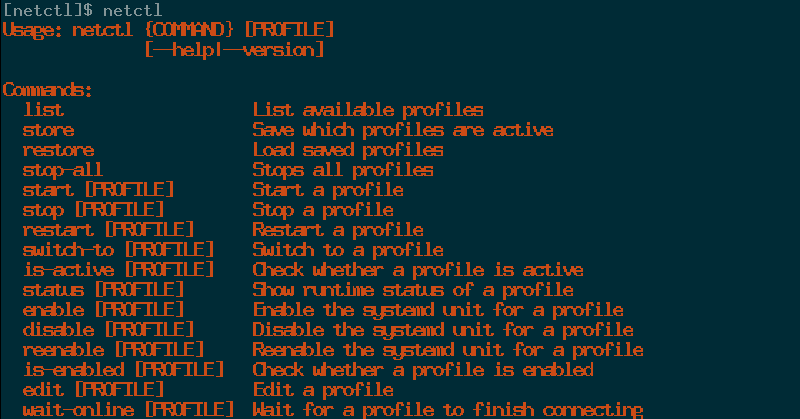 [netctl]$ netctl
Usage: netctl {COMMAND} [PROFILE]
              [--help|--version]
Commands:
  list                   List available profiles
  store                  Save which profiles are active
  restore                Load saved profiles
  stop-all               Stops all profiles
  start [PROFILE]        Start a profile
  stop [PROFILE]         Stop a profile
  restart [PROFILE]      Restart a profile
  switch-to [PROFILE]    Switch to a profile
  is-active [PROFILE]    Check whether a profile is active
  status [PROFILE]       Show runtime status of a profile
  enable [PROFILE]       Enable the systemd unit for a profile
  disable [PROFILE]      Disable the systemd unit for a profile
  reenable [PROFILE]     Reenable the systemd unit for a profile
  is-enabled [PROFILE]   Check whether a profile is enabled
  edit [PROFILE]         Edit a profile
  wait-online [PROFILE]  Wait for a profile to finish connecting